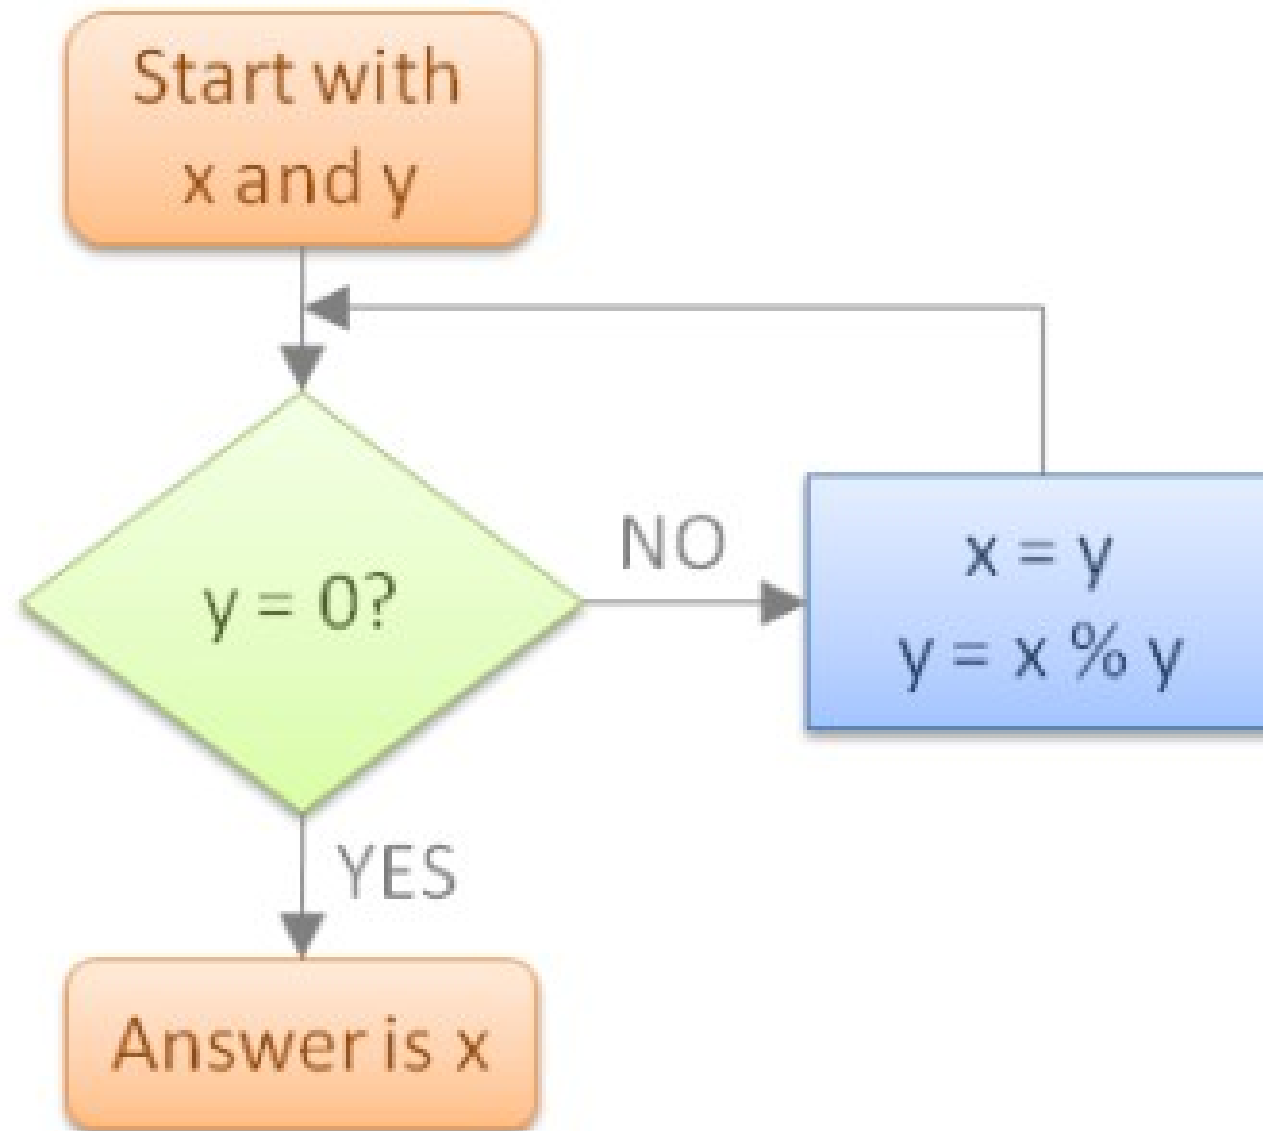 Start with
x and y
y = 0?
NO
x = y
y = x % y
YES
Answer is x